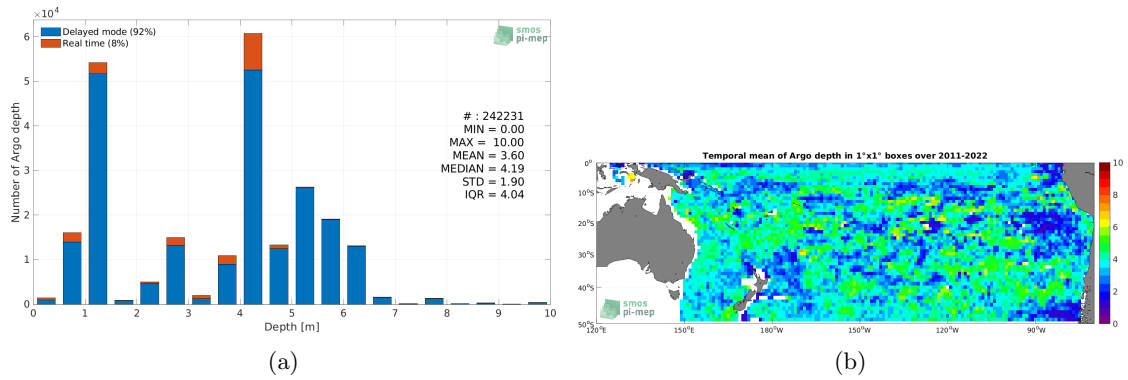 ×10⁴
Delayed mode (92%)
Real time (8%)
smos
pi-mep
6
5
4
3
2
1
0
Number of Argo depth
# : 242231
MIN = 0.00
MAX = 10.00
MEAN = 3.60
MEDIAN = 4.19
STD = 1.90
IQR = 4.04
0 1 2 3 4 5 6 7 8 9 10
Depth [m]
(a)
Temporal mean of Argo depth in 1°x1° boxes over 2011-2022
0°
10°S
20°S
30°S
40°S
50°S
120°E 150°E 180°W 150°W 120°W 90°W
10
8
6
4
2
0
smos
pi-mep
(b)